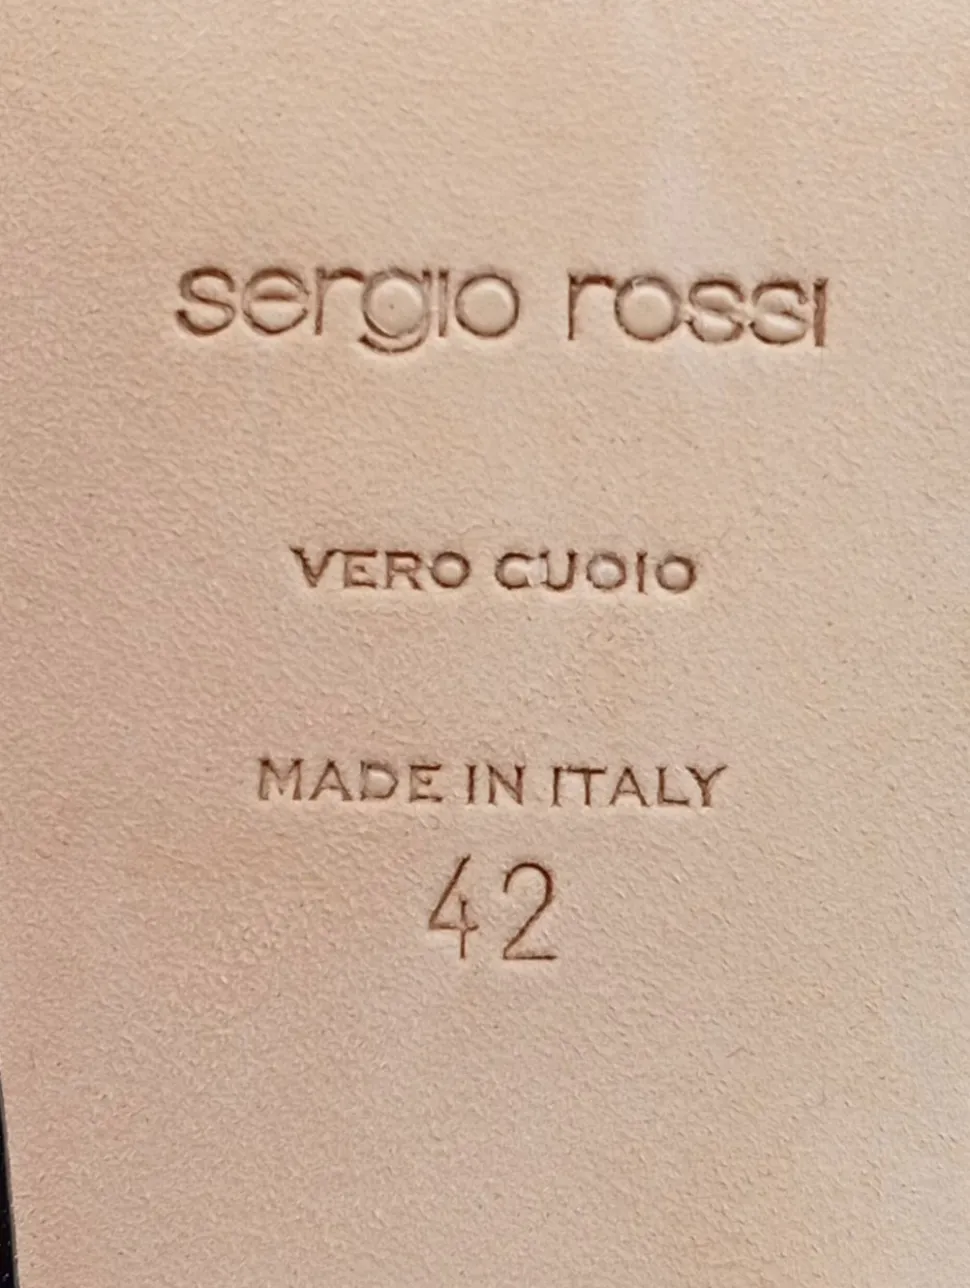 sergio rossi
VERO CUOIO
MADE IN ITALY
42